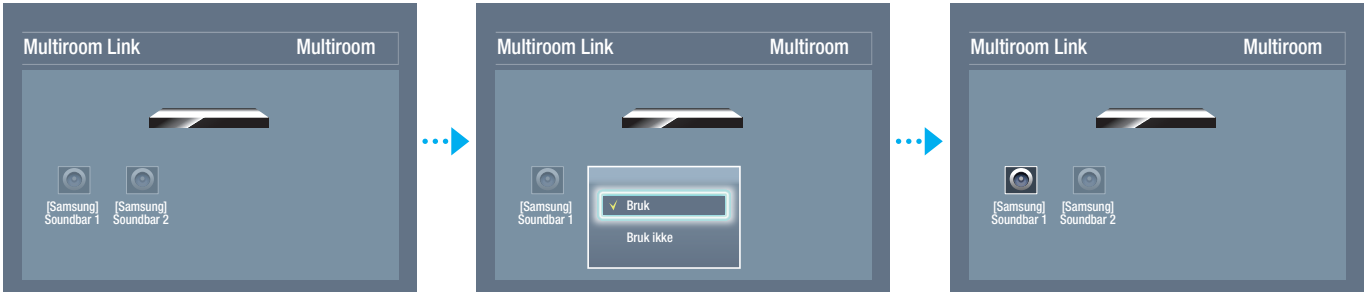 Multiroom Link Multiroom
[Samsung] [Samsung]
Soundbar 1 Soundbar 2
Multiroom Link Multiroom
[Samsung]
Soundbar 1
Bruk
Bruk ikke
Multiroom Link Multiroom
[Samsung] [Samsung]
Soundbar 1 Soundbar 2